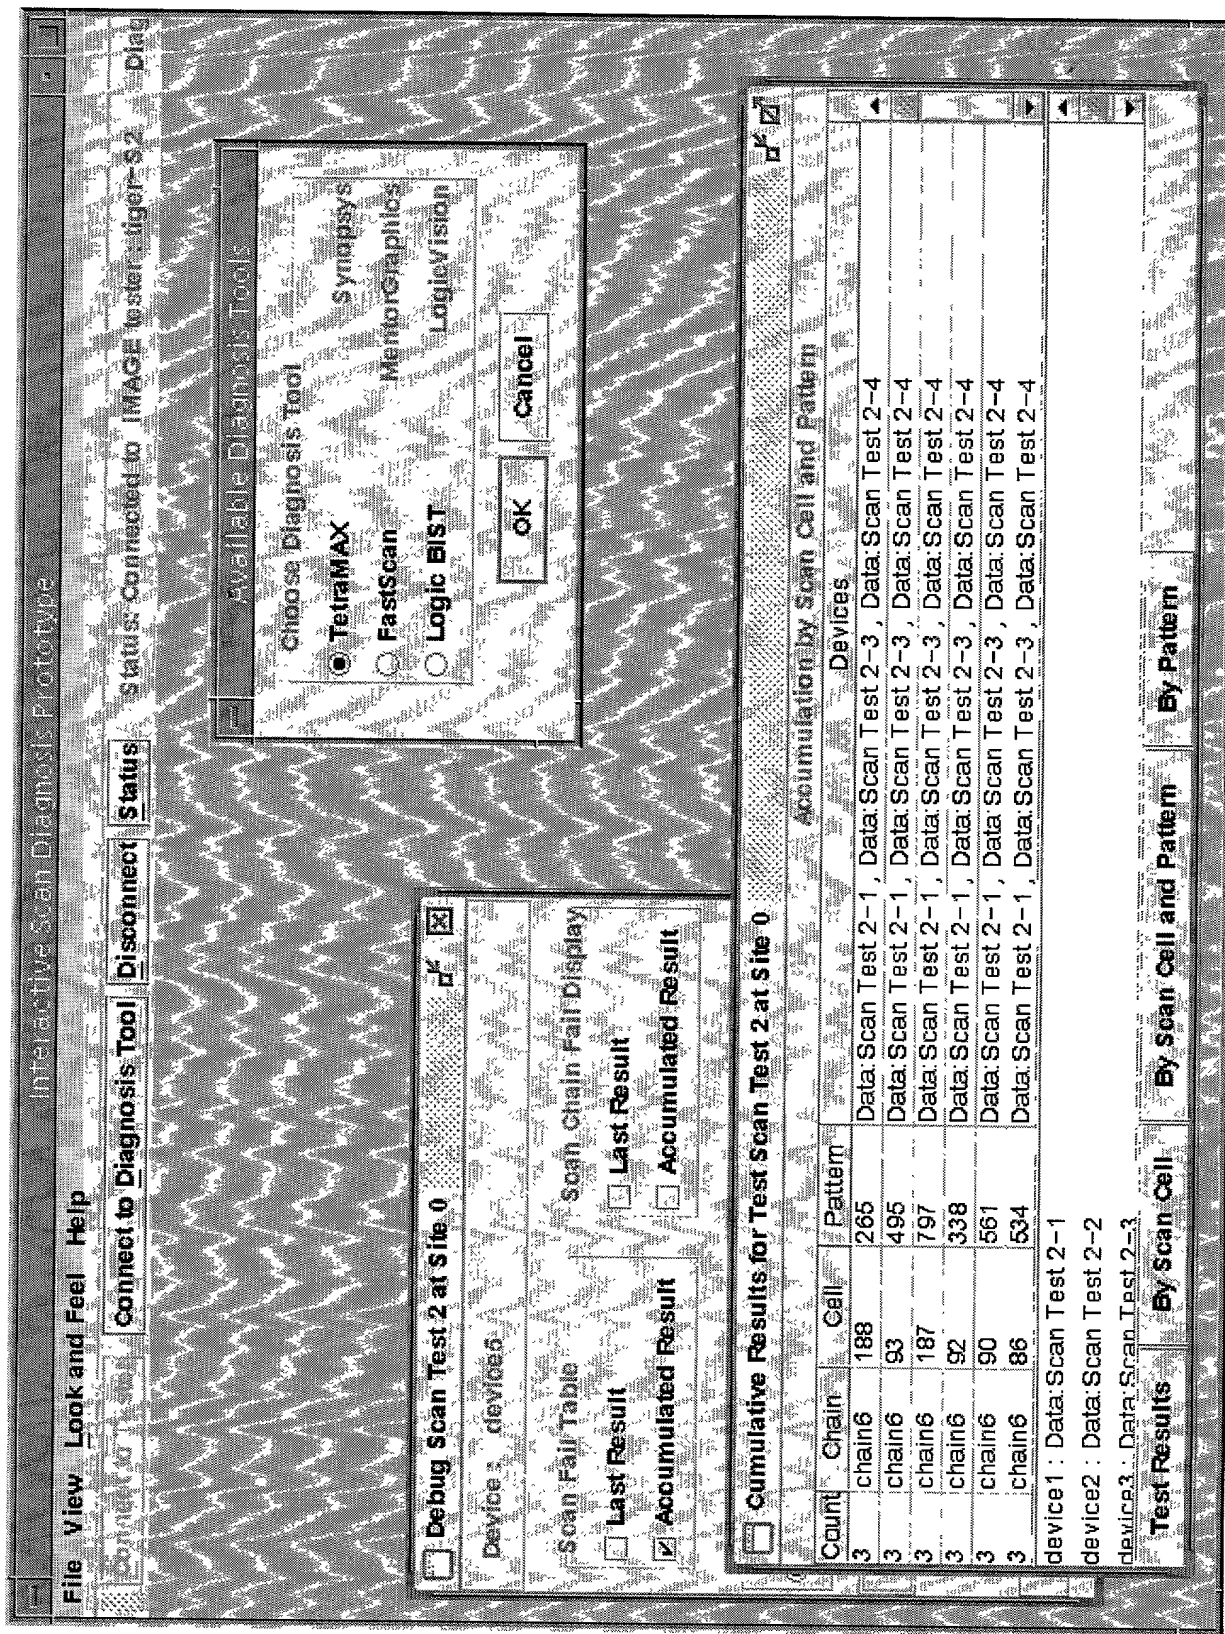 Interactive Scan Diagnosis Prototype
File View Look and Feel Help
Connect to Diagnosis Tool Disconnect Status Status: Connected to IMAGE tester: tiger-s2 Diag
Available Diagnosis Tools
Choose Diagnosis Tool
TetraMAX Synopsys
FastScan MentorGraphics
Logic BIST LogicVision
OK Cancel
Debug Scan Test 2 at Site 0
Device : device5
Scan Fail Table Scan Chain Fail Display
Last Result Last Result
Accumulated Result Accumulated Result
Cumulative Results for Test Scan Test 2 at Site 0
Accumulation by Scan Cell and Pattern
Count Chain Cell Pattern Devices
3 chain6 188 265 Data:Scan Test 2-1 , Data:Scan Test 2-3 , Data:Scan Test 2-4
3 chain6 93 495 Data:Scan Test 2-1 , Data:Scan Test 2-3 , Data:Scan Test 2-4
3 chain6 187 797 Data:Scan Test 2-1 , Data:Scan Test 2-3 , Data:Scan Test 2-4
3 chain6 92 338 Data:Scan Test 2-1 , Data:Scan Test 2-3 , Data:Scan Test 2-4
3 chain6 90 561 Data:Scan Test 2-1 , Data:Scan Test 2-3 , Data:Scan Test 2-4
3 chain6 86 534 Data:Scan Test 2-1 , Data:Scan Test 2-3 , Data:Scan Test 2-4
device1 : Data:Scan Test 2-1
device2 : Data:Scan Test 2-2
device3 : Data:Scan Test 2-3
Test Results By Scan Cell By Scan Cell and Pattern By Pattern